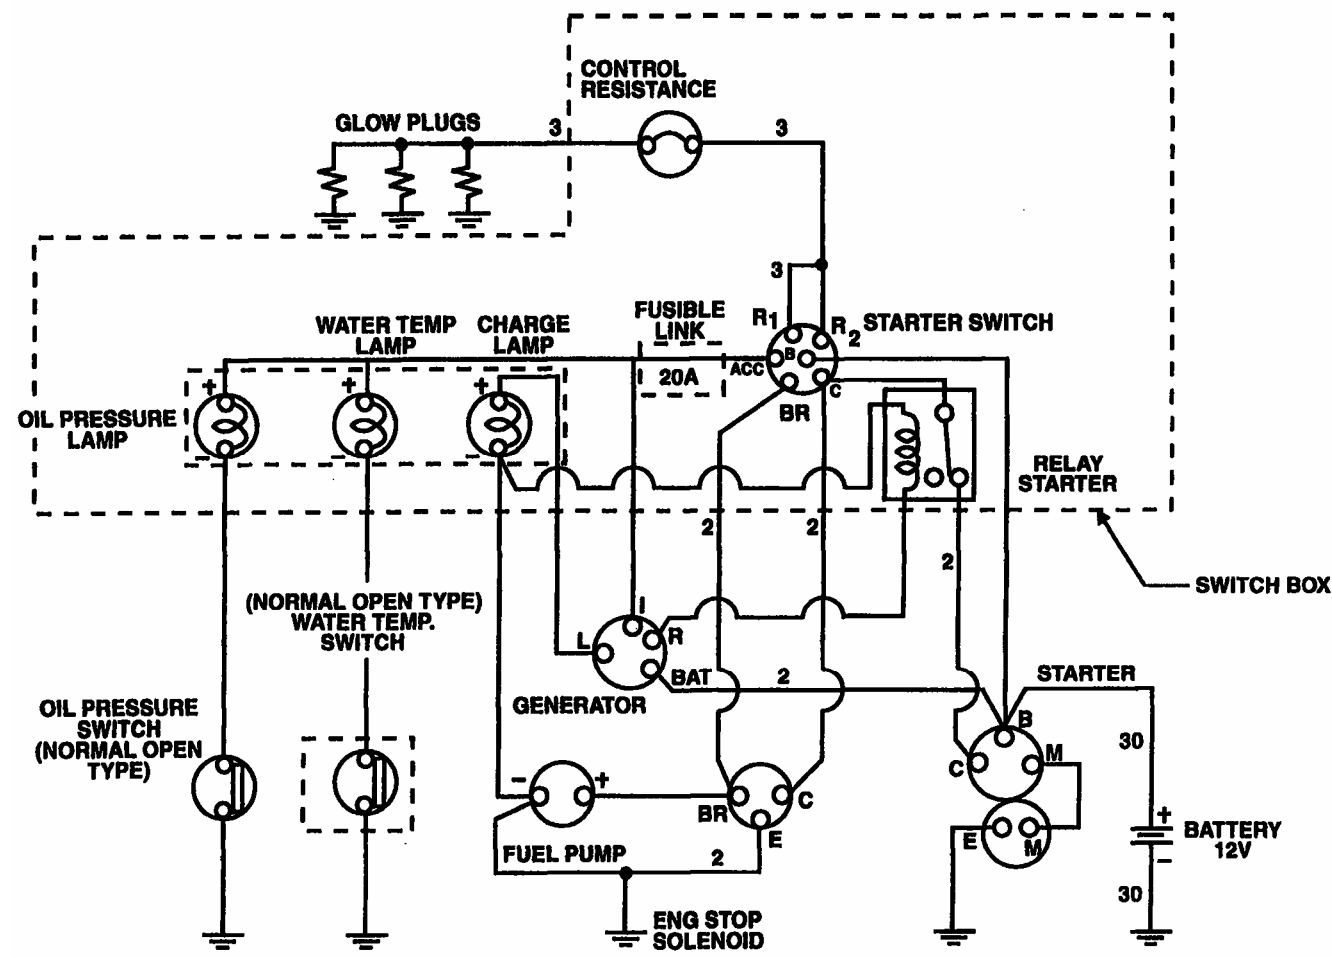 CONTROL
RESISTANCE
GLOW PLUGS
3
3
3
FUSIBLE
LINK
20A
WATER TEMP
LAMP
CHARGE
LAMP
R1
R2
STARTER SWITCH
B
ACC
C
BR
+
+
+
OIL PRESSURE
LAMP
-
-
-
RELAY
STARTER
2
2
2
SWITCH BOX
(NORMAL OPEN TYPE)
WATER TEMP.
SWITCH
I
L
R
BAT
2
GENERATOR
STARTER
B
30
M
C
OIL PRESSURE
SWITCH
(NORMAL OPEN
TYPE)
-
+
BR
C
E
E
M
+
BATTERY
12V
-
FUEL PUMP
2
30
ENG STOP
SOLENOID